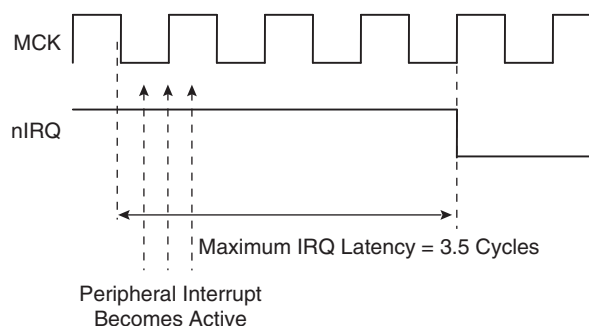 MCK
nIRQ
Maximum IRQ Latency = 3.5 Cycles
Peripheral Interrupt
Becomes Active